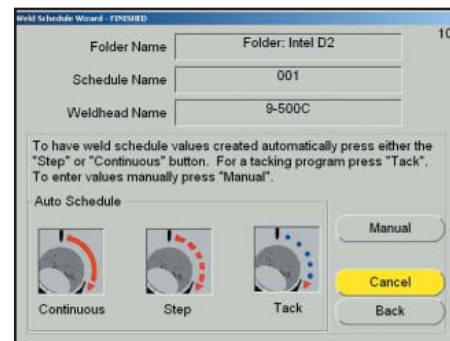 Weld Schedule Wizard - FINISHED
10
Folder Name
Folder: Intel D2
Schedule Name
001
Weldhead Name
9-500C
To have weld schedule values created automatically press either the
"Step" or "Continuous" button. For a tacking program press "Tack".
To enter values manually press "Manual".
Auto Schedule
Manual
Cancel
Continuous
Step
Tack
Back